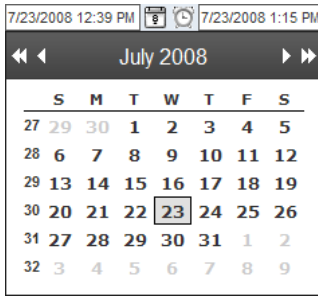 7/23/2008 12:39 PM 7/23/2008 1:15 PM
July 2008
S M T W T F S
27 29 30 1 2 3 4 5
28 6 7 8 9 10 11 12
29 13 14 15 16 17 18 19
30 20 21 22 23 24 25 26
31 27 28 29 30 31 1 2
32 3 4 5 6 7 8 9